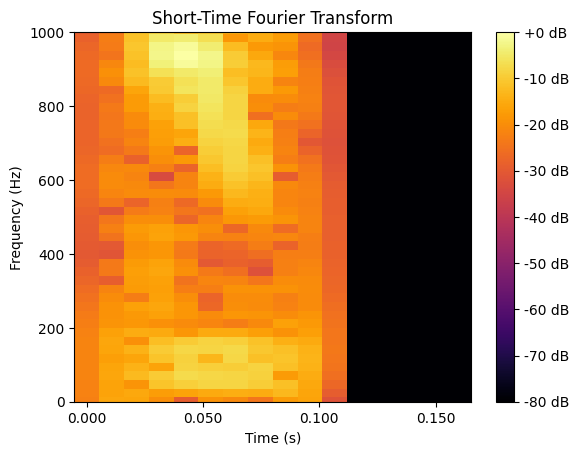 Short-Time Fourier Transform
1000
800
600
400
200
0
Frequency (Hz)
0.000
0.050
0.100
0.150
Time (s)
+0 dB
-10 dB
-20 dB
-30 dB
-40 dB
-50 dB
-60 dB
-70 dB
-80 dB